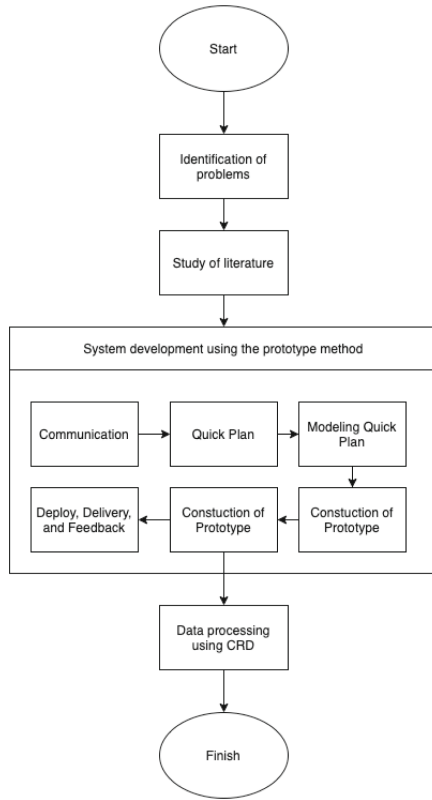 Start
Identification of
problems
Study of literature
System development using the prototype method
Communication
Quick Plan
Modeling Quick
Plan
Constuction of
Prototype
Constuction of
Prototype
Deploy, Delivery,
and Feedback
Data processing
using CRD
Finish